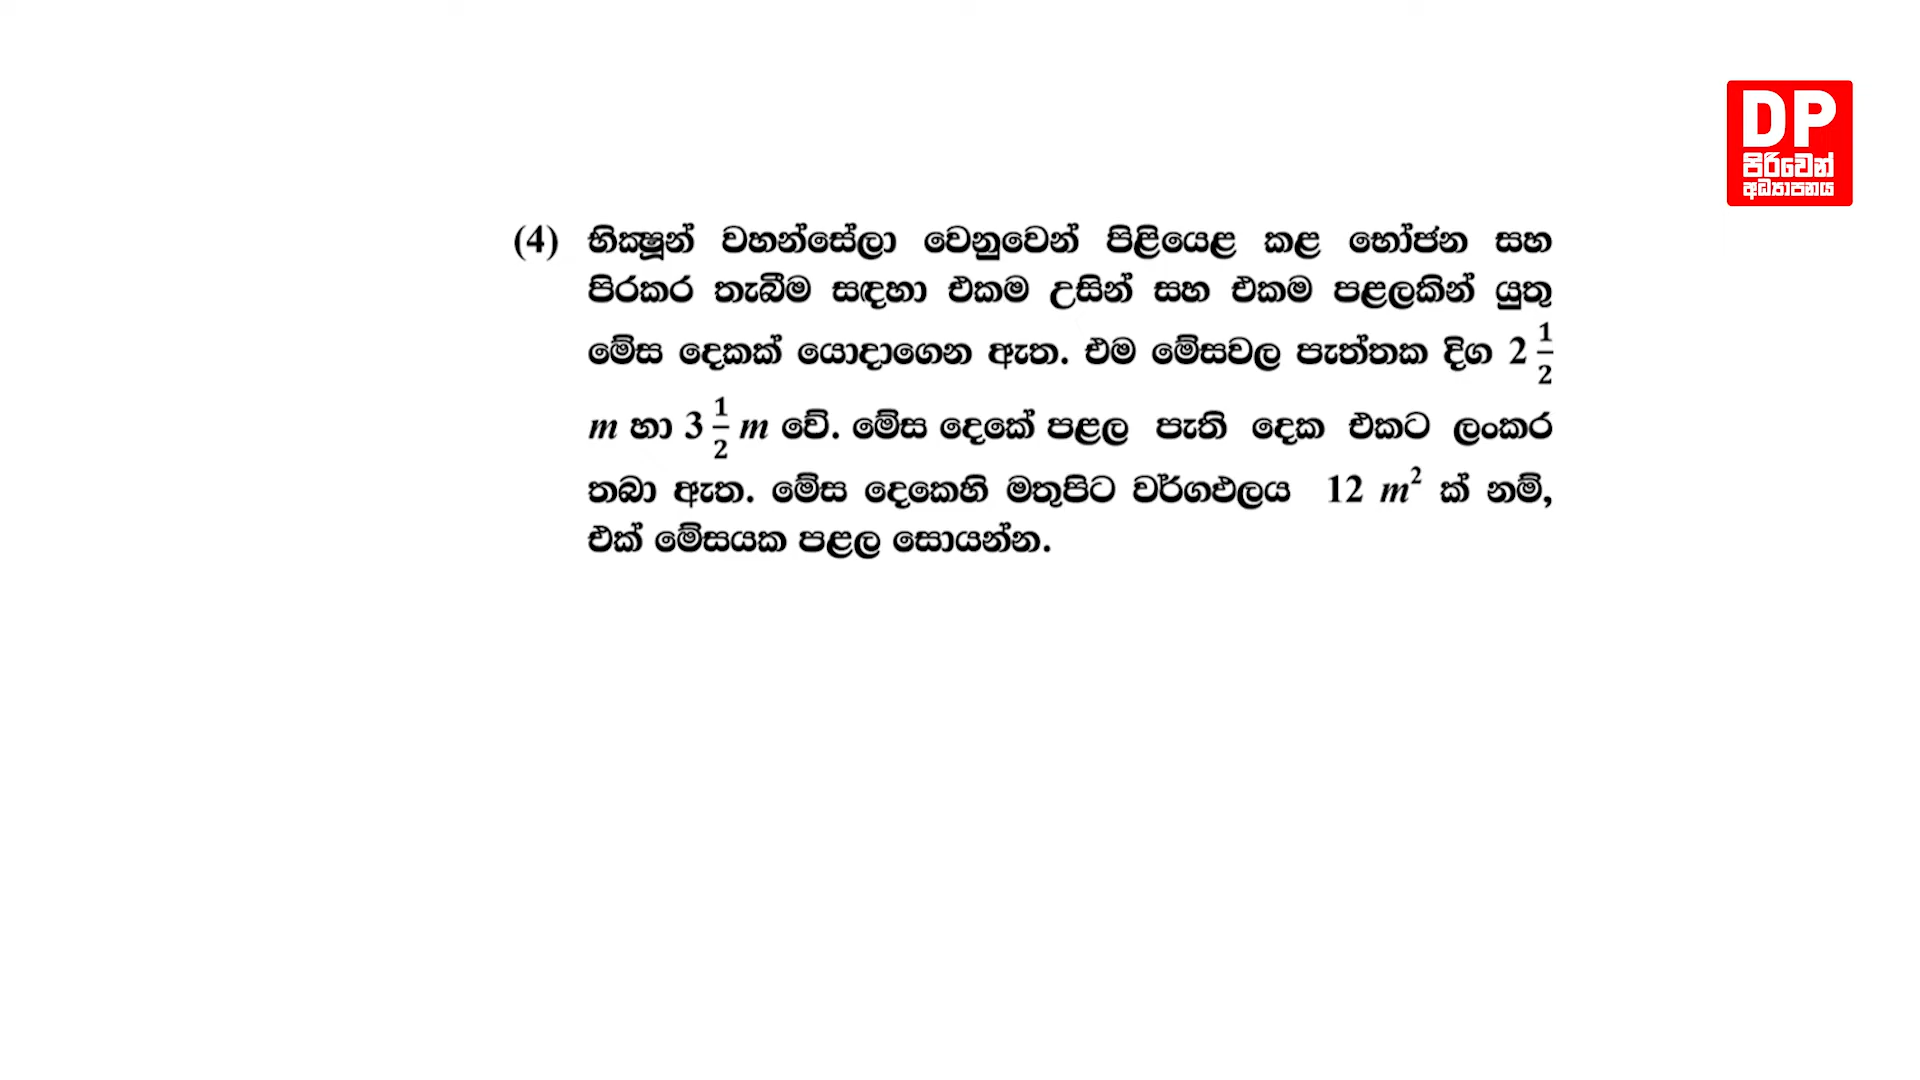 DP
පිරිවෙන්
අධ්‍යාපනය
(4) භික්‍ෂූන් වහන්සේලා වෙනුවෙන් පිළියෙළ කළ භෝජන සහ
පිරකර තැබීම සඳහා එකම උසින් සහ එකම පළලකින් යුතු
මේස දෙකක් යොදාගෙන ඇත. එම මේසවල පැත්තක දිග 2 1/2
m හා 3 1/2 m වේ. මේස දෙකේ පළල පැති දෙක එකට ලංකර
තබා ඇත. මේස දෙකෙහි මතුපිට වර්ගඵලය 12 m² ක් නම්,
එක් මේසයක පළල සොයන්න.